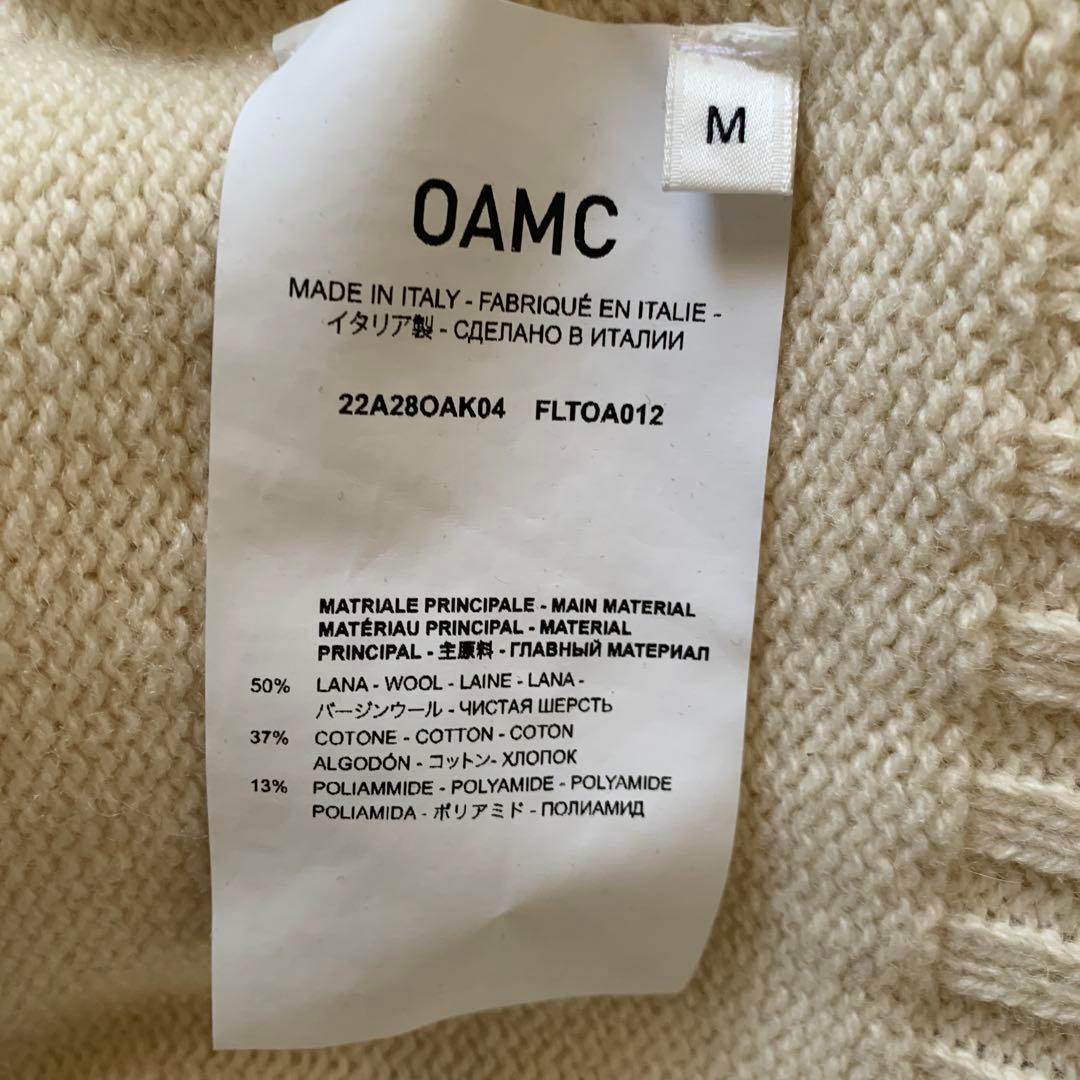 M
OAMC
MADE IN ITALY - FABRIQUÉ EN ITALIE -
イタリア製 - СДЕЛАНО В ИТАЛИИ
22A28OAK04 FLTOA012
MATRIALE PRINCIPALE - MAIN MATERIAL
MATÉRIAU PRINCIPAL - MATERIAL
PRINCIPAL - 主原料 - ГЛАВНЫЙ МАТЕРИАЛ
50% LANA - WOOL - LAINE - LANA -
バージンウール - ЧИСТАЯ ШЕРСТЬ
37% COTONE - COTTON - COTON
ALGODÓN - コットン- ХЛОПОК
13% POLIAMMIDE - POLYAMIDE - POLYAMIDE
POLIAMIDA - ポリアミド - ПОЛИАМИД